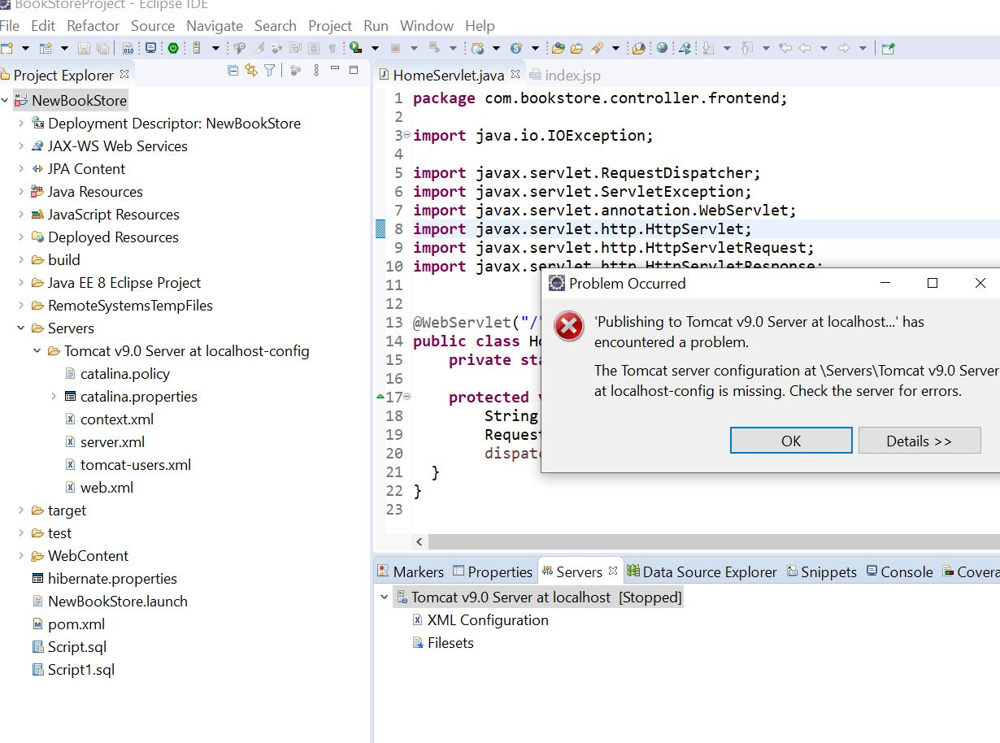 BookStoreProject - Eclipse IDE
File Edit Refactor Source Navigate Search Project Run Window Help
Project Explorer
NewBookStore
Deployment Descriptor: NewBookStore
JAX-WS Web Services
JPA Content
Java Resources
JavaScript Resources
Deployed Resources
build
Java EE 8 Eclipse Project
RemoteSystemsTempFiles
Servers
Tomcat v9.0 Server at localhost-config
catalina.policy
catalina.properties
context.xml
server.xml
tomcat-users.xml
web.xml
target
test
WebContent
hibernate.properties
NewBookStore.launch
pom.xml
Script.sql
Script1.sql
HomeServlet.java index.jsp
1 package com.bookstore.controller.frontend;
2
3 import java.io.IOException;
4
5 import javax.servlet.RequestDispatcher;
6 import javax.servlet.ServletException;
7 import javax.servlet.annotation.WebServlet;
8 import javax.servlet.http.HttpServlet;
9 import javax.servlet.http.HttpServletRequest;
10 import javax.servlet.http.HttpServletResponse;
11
12
13 @WebServlet("/"
14 public class Ho
15 private sta
16
17 protected v
18 String
19 Reques
20 dispatc
21 }
22 }
23
Problem Occurred
'Publishing to Tomcat v9.0 Server at localhost...' has
encountered a problem.
The Tomcat server configuration at \Servers\Tomcat v9.0 Server
at localhost-config is missing. Check the server for errors.
OK Details >>
Markers Properties Servers Data Source Explorer Snippets Console Covera
Tomcat v9.0 Server at localhost [Stopped]
XML Configuration
Filesets